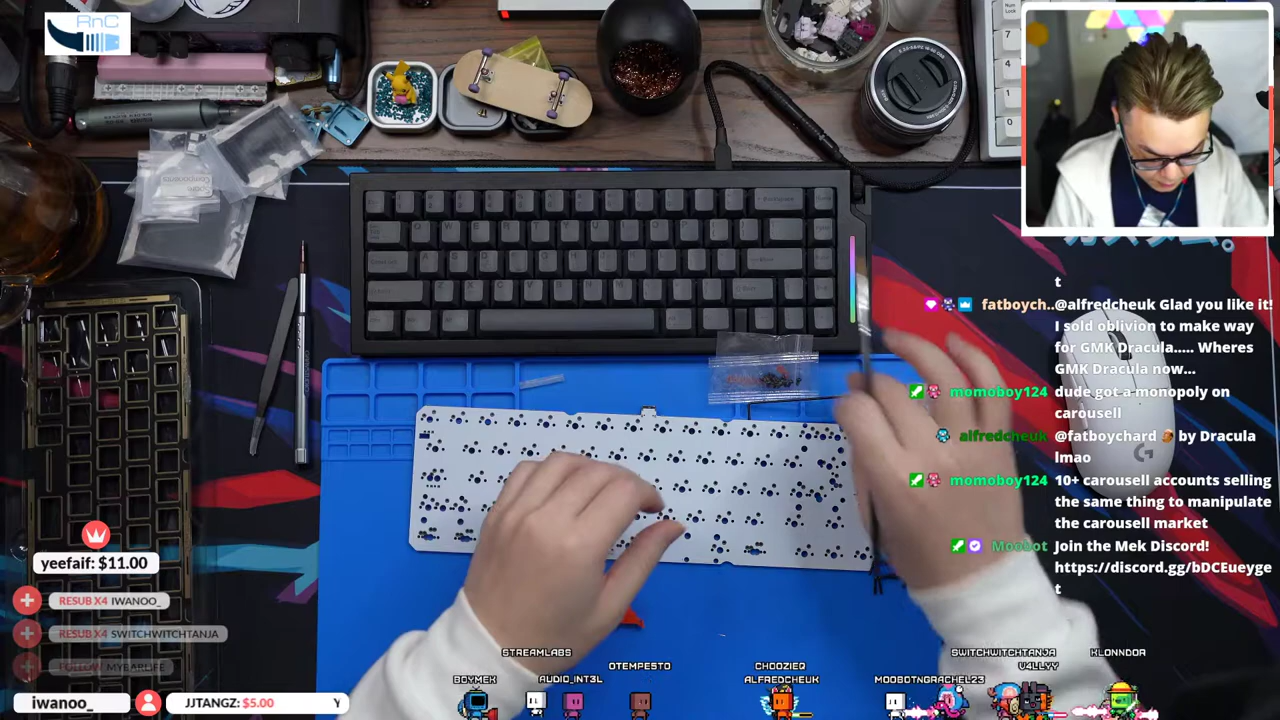 RnC
t
fatboych.. @alfredcheuk Glad you like it!
I sold oblivion to make way
for GMK Dracula..... Wheres
GMK Dracula now...
momoboy124 dude got a monopoly on
carousell
alfredcheuk @fatboychard by Dracula
lmao
momoboy124 10+ carousell accounts selling
the same thing to manipulate
the carousell market
Moobot Join the Mek Discord!
https://discord.gg/bDCEueyge
t
yeefaif: $11.00
RESUB X4 IWANOO_
RESUB X4 SWITCHWITCHTANJA
FOLLOW MYEARLIFE
iwanoo_
JJTANGZ: $5.00
Y
STREAMLABS
SWITCHWITCHTANJA
KLONNDOR
OTEMPESTO
CHOOZIEQ
V4LLYY
BOYMEK
AUDIO_INT3L
ALFREDCHEUK
MOOBOTNGRACHEL23